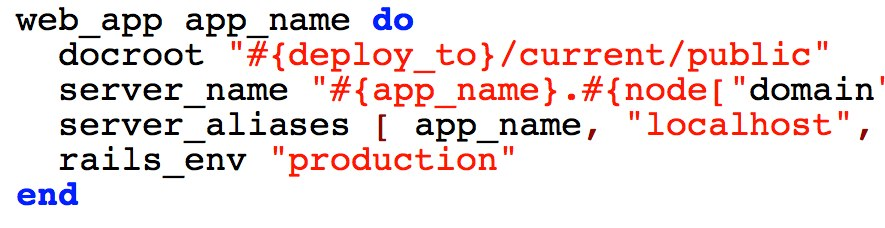 web_app app_name do
docroot "#{deploy_to}/current/public"
server_name "#{app_name}.#{node["domain'
server_aliases [ app_name, "localhost",
rails_env "production"
end